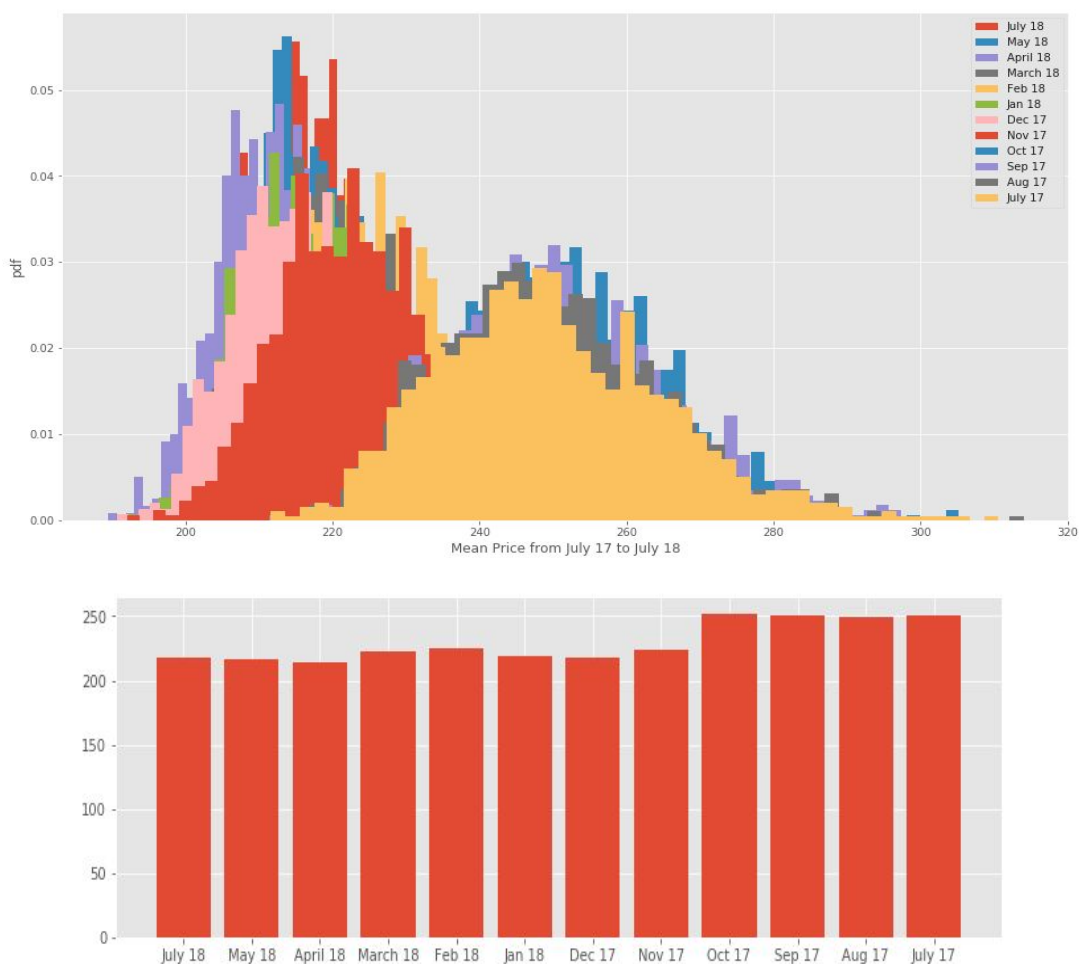 0.05
0.04
0.03
0.02
0.01
0.00
pdf
200 220 240 260 280 300 320
Mean Price from July 17 to July 18
July 18
May 18
April 18
March 18
Feb 18
Jan 18
Dec 17
Nov 17
Oct 17
Sep 17
Aug 17
July 17
250
200
150
100
50
0
July 18 May 18 April 18 March 18 Feb 18 Jan 18 Dec 17 Nov 17 Oct 17 Sep 17 Aug 17 July 17